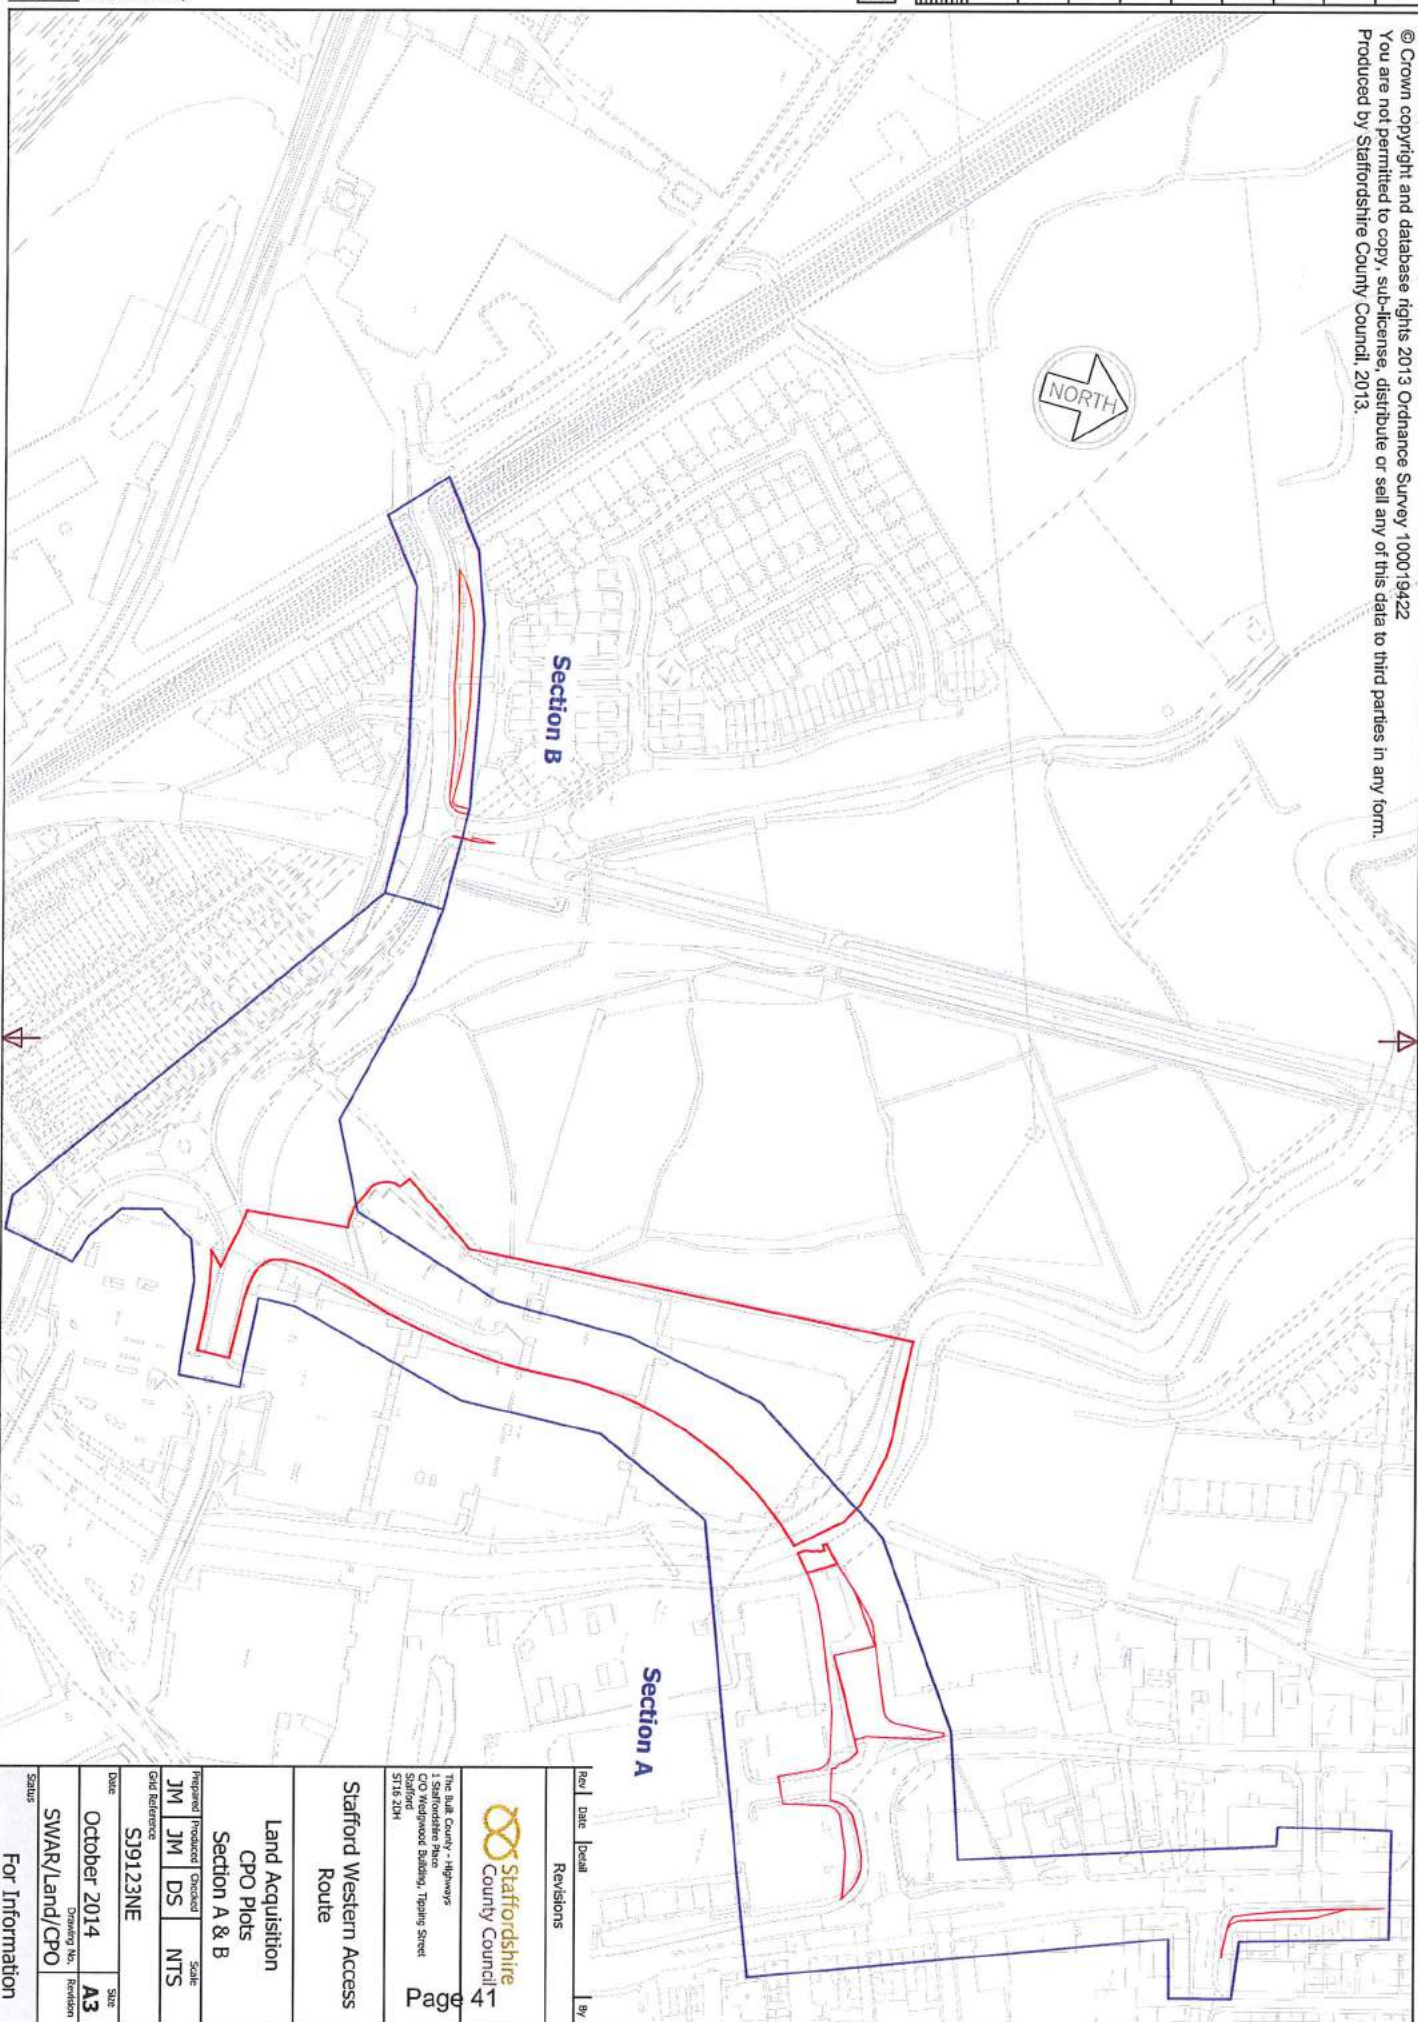 © Crown copyright and database rights 2013 Ordnance Survey 100019422
You are not permitted to copy, sub-license, distribute or sell any of this data to third parties in any form.
Produced by Staffordshire County Council, 2013.
NORTH
Section B
Section A
Rev Date Detail By
Revisions
Staffordshire
County Council
The Built County - Highways
1 Staffordshire Place
C/O Wedgwood Building, Tipping Street
Stafford
ST16 2DH
Page 41
Stafford Western Access
Route
Land Acquisition
CPO Plots
Section A & B
Prepared Produced Checked Scale
JM JM DS NTS
Grid Reference
SJ9123NE
Date Size
October 2014 A3
Drawing No. Revision
SWAR/Land/CPO
Status
For Information